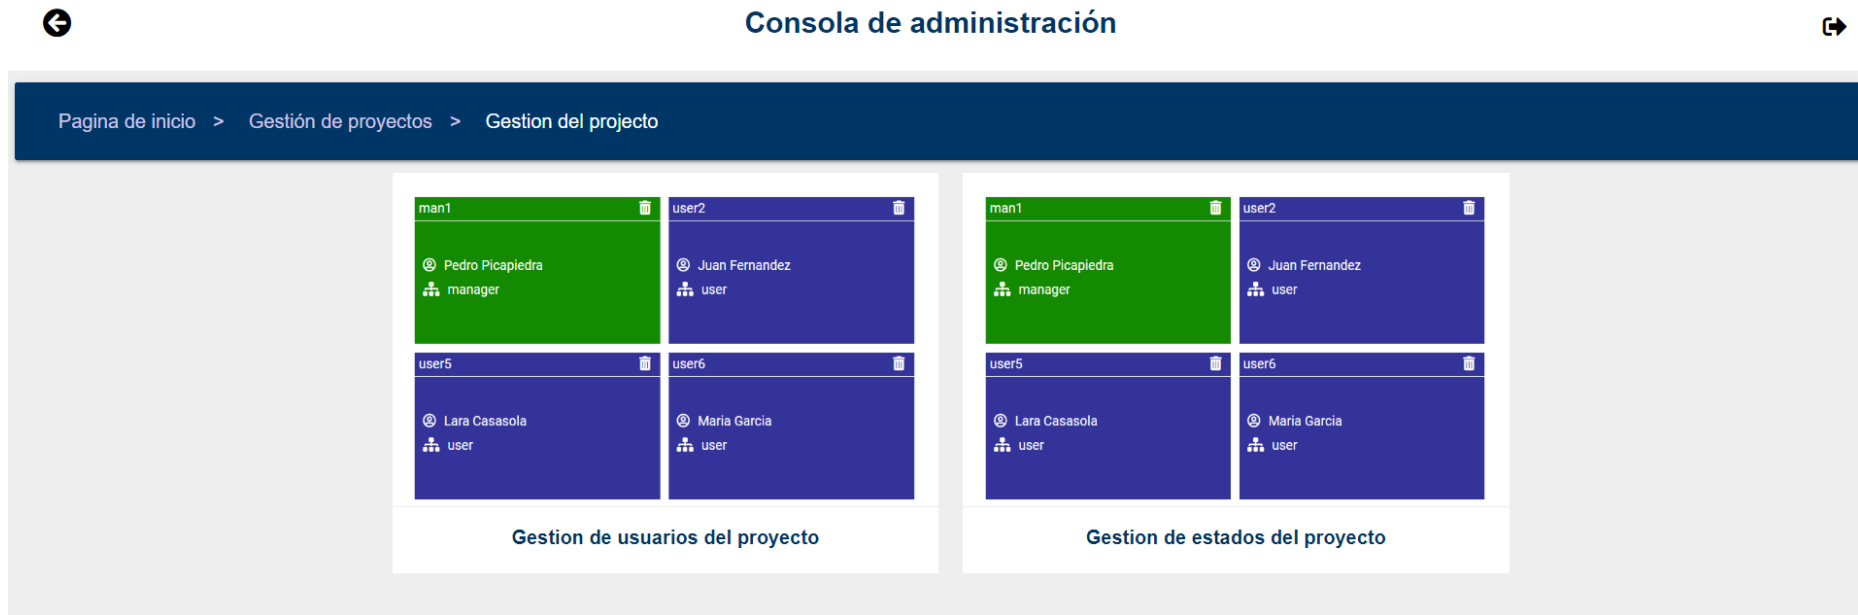 Consola de administración
Pagina de inicio > Gestión de proyectos > Gestion del projecto
man1
Pedro Picapiedra
manager
user2
Juan Fernandez
user
user5
Lara Casasola
user
user6
Maria Garcia
user
Gestion de usuarios del proyecto
man1
Pedro Picapiedra
manager
user2
Juan Fernandez
user
user5
Lara Casasola
user
user6
Maria Garcia
user
Gestion de estados del proyecto